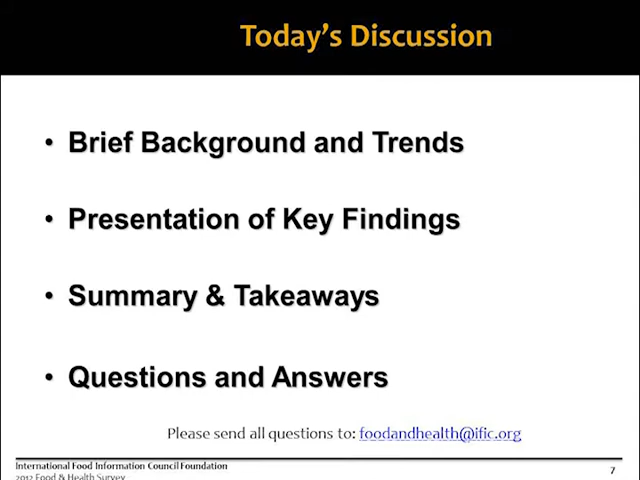 Today's Discussion
• Brief Background and Trends
• Presentation of Key Findings
• Summary & Takeaways
• Questions and Answers
Please send all questions to: foodandhealth@ific.org
International Food Information Council Foundation
2012 Food & Health Survey
7